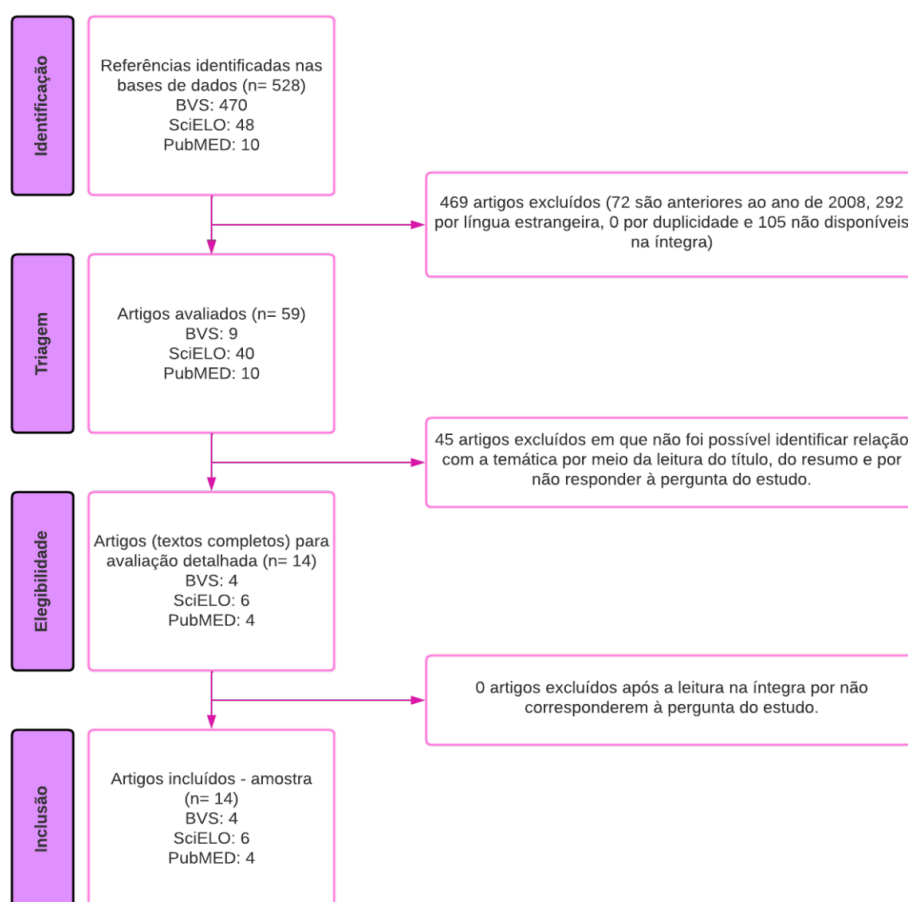 Identificação
Referências identificadas nas
bases de dados (n= 528)
BVS: 470
SciELO: 48
PubMED: 10
469 artigos excluídos (72 são anteriores ao ano de 2008, 292
por língua estrangeira, 0 por duplicidade e 105 não disponíveis
na íntegra)
Triagem
Artigos avaliados (n= 59)
BVS: 9
SciELO: 40
PubMED: 10
45 artigos excluídos em que não foi possível identificar relação
com a temática por meio da leitura do título, do resumo e por
não responder à pergunta do estudo.
Elegibilidade
Artigos (textos completos) para
avaliação detalhada (n= 14)
BVS: 4
SciELO: 6
PubMED: 4
0 artigos excluídos após a leitura na íntegra por não
corresponderem à pergunta do estudo.
Inclusão
Artigos incluídos - amostra
(n= 14)
BVS: 4
SciELO: 6
PubMED: 4